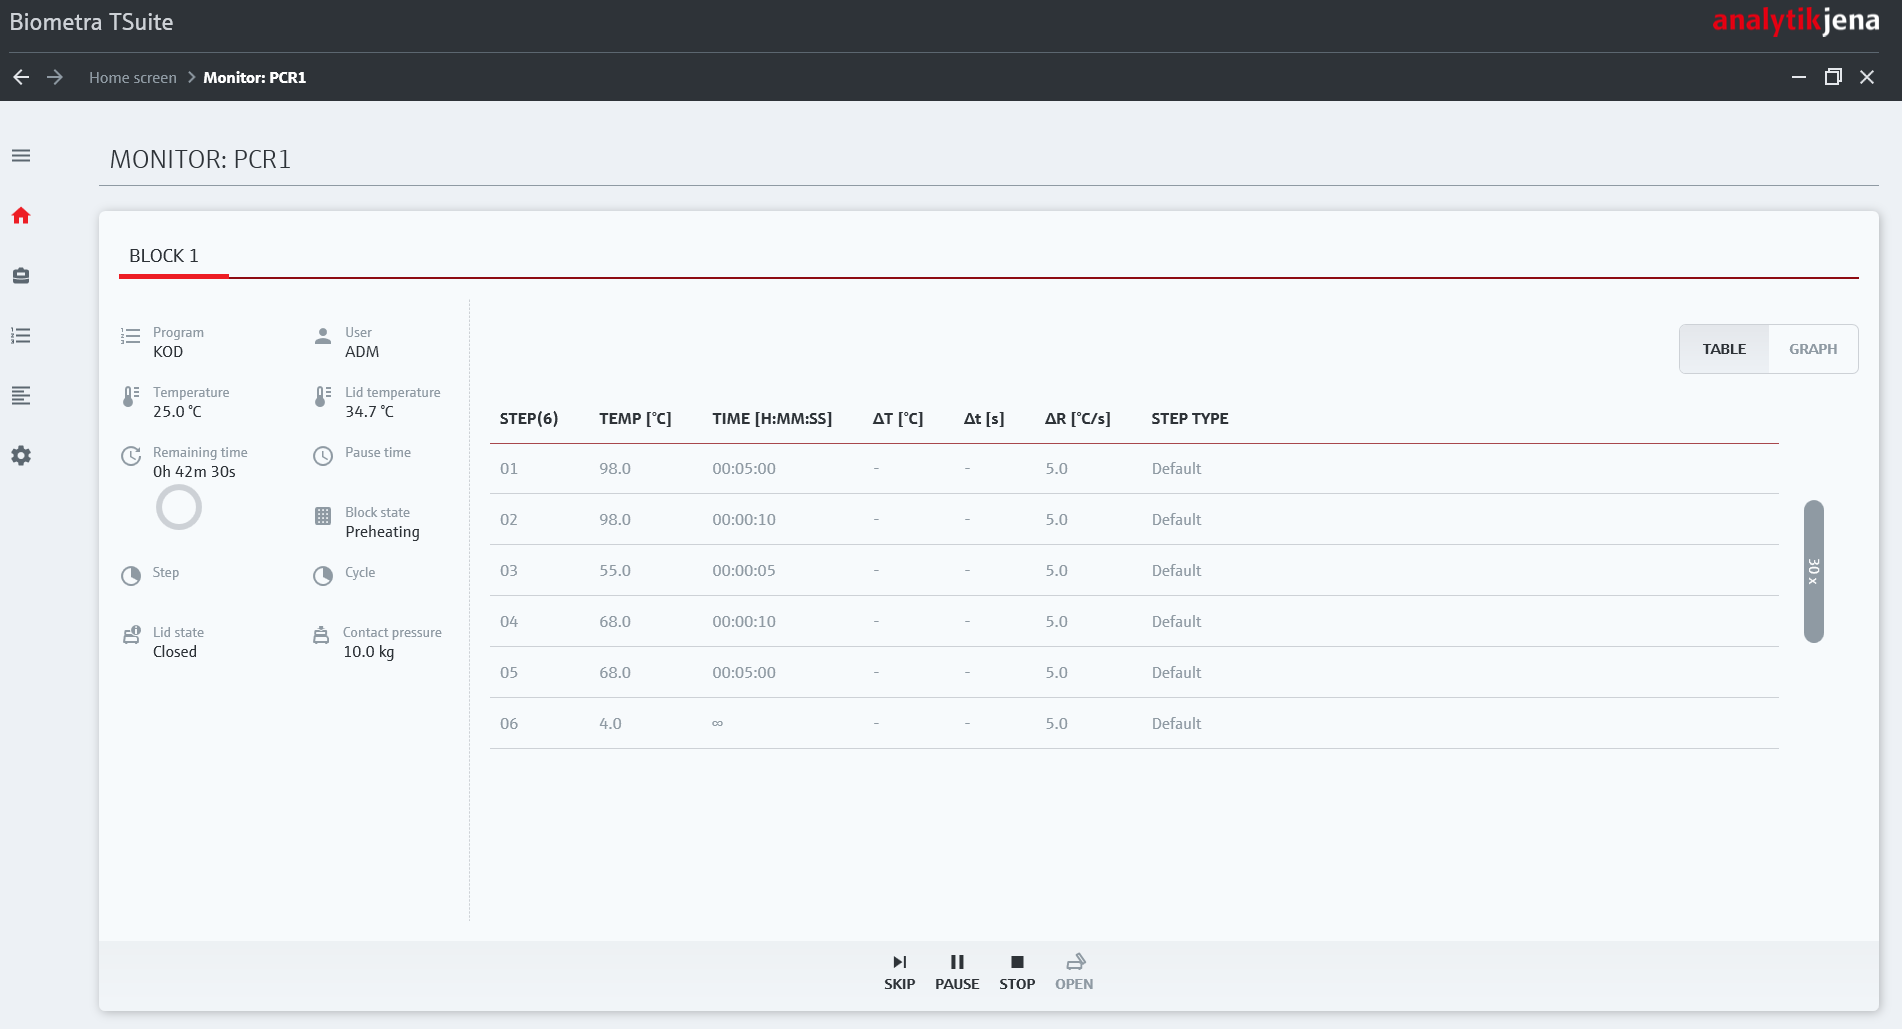 Biometra TSuite
analytikjena
Home screen > Monitor: PCR1
MONITOR: PCR1
BLOCK 1
Program
KOD
User
ADM
Temperature
25.0 °C
Lid temperature
34.7 °C
Remaining time
0h 42m 30s
Pause time
Block state
Preheating
Step
Cycle
Lid state
Closed
Contact pressure
10.0 kg
TABLE GRAPH
STEP(6) TEMP [°C] TIME [H:MM:SS] ΔT [°C] Δt [s] ΔR [°C/s] STEP TYPE
01 98.0 00:05:00 - - 5.0 Default
02 98.0 00:00:10 - - 5.0 Default
03 55.0 00:00:05 - - 5.0 Default
04 68.0 00:00:10 - - 5.0 Default
05 68.0 00:05:00 - - 5.0 Default
06 4.0 ∞ - - 5.0 Default
30 x
SKIP PAUSE STOP OPEN